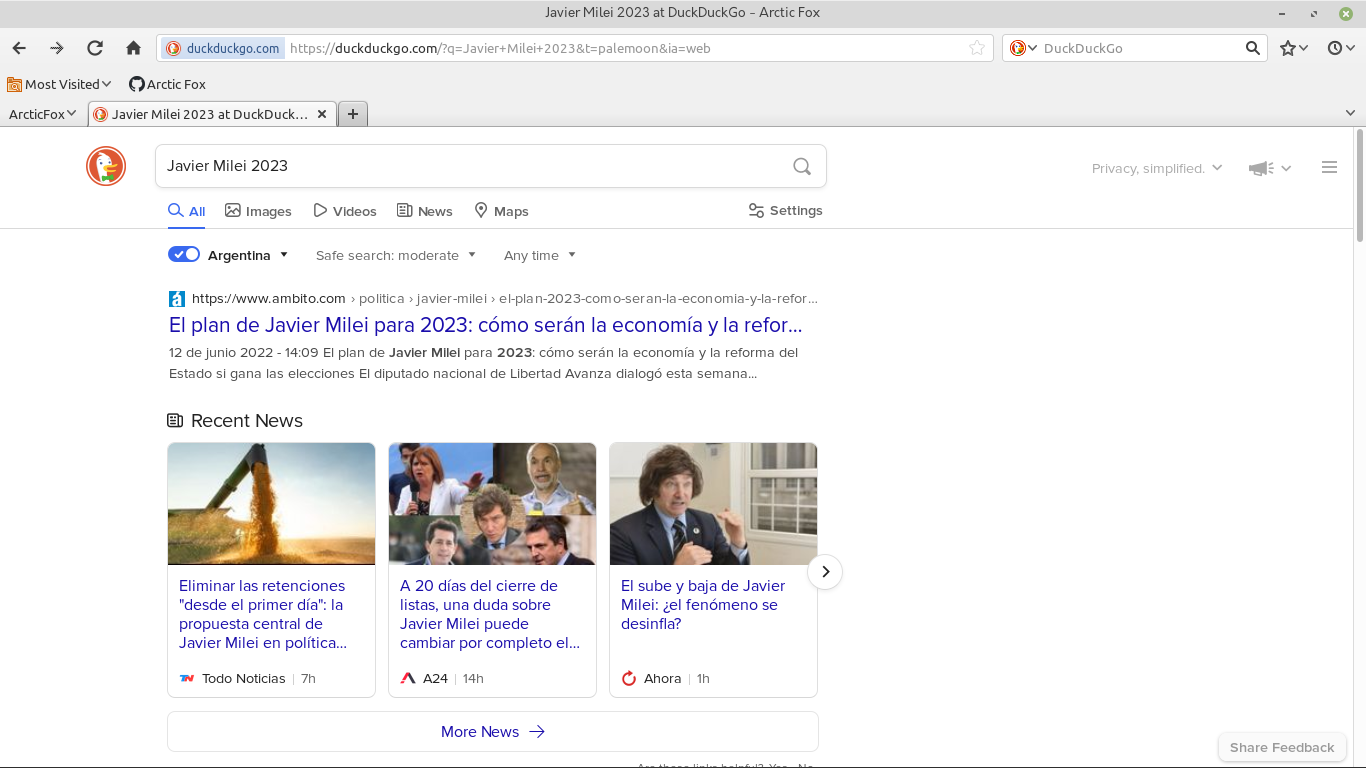 Javier Milei 2023 at DuckDuckGo - Arctic Fox
duckduckgo.com https://duckduckgo.com/?q=Javier+Milei+2023&t=palemoon&ia=web DuckDuckGo
Most Visited Arctic Fox
ArcticFox Javier Milei 2023 at DuckDuck...
Javier Milei 2023
Privacy, simplified.
All Images Videos News Maps Settings
Argentina Safe search: moderate Any time
https://www.ambito.com › politica › javier-milei › el-plan-2023-como-seran-la-economia-y-la-refor...
El plan de Javier Milei para 2023: cómo serán la economía y la refor...
12 de junio 2022 - 14:09 El plan de Javier Milei para 2023: cómo serán la economía y la reforma del
Estado si gana las elecciones El diputado nacional de Libertad Avanza dialogó esta semana...
Recent News
Eliminar las retenciones
"desde el primer día": la
propuesta central de
Javier Milei en política...
TN Todo Noticias | 7h
A 20 días del cierre de
listas, una duda sobre
Javier Milei puede
cambiar por completo el...
A24 | 14h
El sube y baja de Javier
Milei: ¿el fenómeno se
desinfla?
Ahora | 1h
More News
Share Feedback
Are these links helpful? Yes No